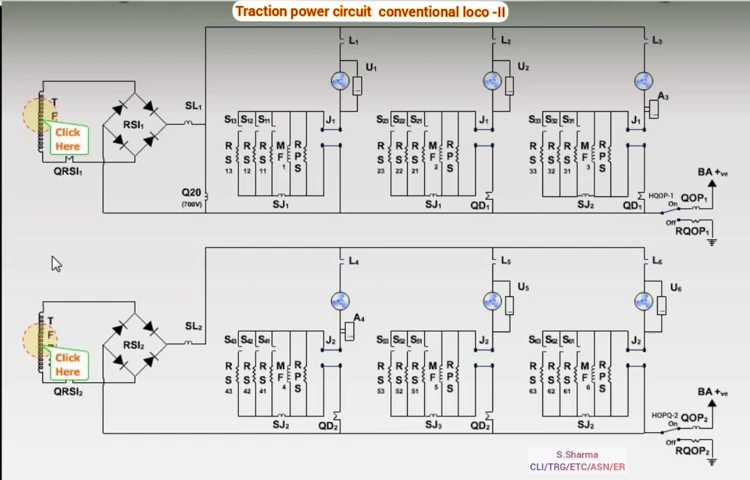 Traction power circuit conventional loco -II
L1 L2 L3
U1 U2 A3
T
F
Click
Here
QRSI1
RSI1
SL1
Q20
(700V)
S13 S12 S11 J1
R R R M R
S S S F P
13 12 11 1 S
SJ1
S23 S22 S21 J1
R R R M R
S S S F P
23 22 21 2 S
SJ1 QD1
S33 S32 S31 J1
R R R M R
S S S F P
33 32 31 3 S
SJ2 QD1
BA +ve
HQOP-1
On QOP1
Off RQOP1
L4 L5 L6
A4 U5 U6
T
F
Click
Here
QRSI2
RSI2
SL2
S43 S42 S41 J2
R R R M R
S S S F P
43 42 41 4 S
SJ2 QD2
S53 S52 S51 J2
R R R M R
S S S F P
53 52 51 5 S
SJ3 QD2
S63 S62 S61 J2
R R R M R
S S S F P
63 62 61 6 S
SJ2
BA +ve
HOPQ-2
On QOP2
Off RQOP2
S.Sharma
CLI/TRG/ETC/ASN/ER